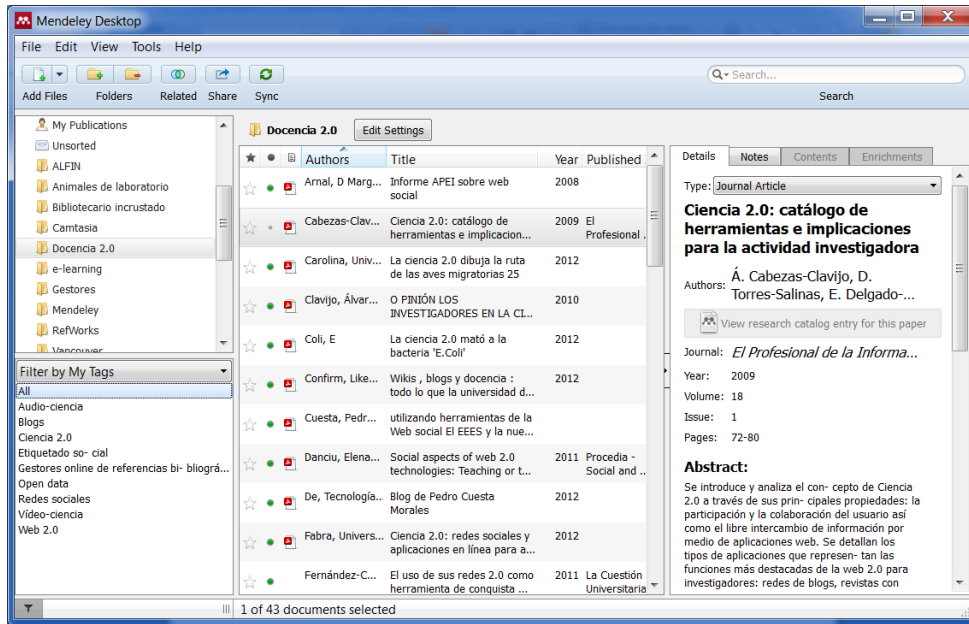 Mendeley Desktop
File Edit View Tools Help
Search...
Add Files Folders Related Share Sync Search
My Publications
Unsorted
ALFIN
Animales de laboratorio
Bibliotecario incrustado
Camtasia
Docencia 2.0
e-learning
Gestores
Mendeley
RefWorks
Vancouver
Filter by My Tags
All
Audio-ciencia
Blogs
Ciencia 2.0
Etiquetado so- cial
Gestores online de referencias bi- bliográ...
Open data
Redes sociales
Vídeo-ciencia
Web 2.0
Docencia 2.0 Edit Settings
Authors Title Year Published
Arnal, D Marg... Informe APEI sobre web 2008
social
Cabezas-Clav... Ciencia 2.0: catálogo de 2009 El
herramientas e implicacion... Profesional .
Carolina, Univ... La ciencia 2.0 dibuja la ruta 2012
de las aves migratorias 25
Clavijo, Álvar... O PINIÓN LOS 2010
INVESTIGADORES EN LA CI...
Coli, E La ciencia 2.0 mató a la 2012
bacteria 'E.Coli'
Confirm, Like... Wikis , blogs y docencia : 2012
todo lo que la universidad d...
Cuesta, Pedr... utilizando herramientas de la
Web social El EEES y la nue...
Danciu, Elena... Social aspects of web 2.0 2011 Procedia -
technologies: Teaching or t... Social and ..
De, Tecnología... Blog de Pedro Cuesta 2012
Morales
Fabra, Univers... Ciencia 2.0: redes sociales y 2012
aplicaciones en línea para a...
Fernández-C... El uso de sus redes 2.0 como 2011 La Cuestión
herramienta de conquista ... Universitaria
Details Notes Contents Enrichments
Type: Journal Article
Ciencia 2.0: catálogo de
herramientas e implicaciones
para la actividad investigadora
Authors: Á. Cabezas-Clavijo, D.
Torres-Salinas, E. Delgado-...
View research catalog entry for this paper
Journal: El Profesional de la Informa...
Year: 2009
Volume: 18
Issue: 1
Pages: 72-80
Abstract:
Se introduce y analiza el con- cepto de Ciencia
2.0 a través de sus prin- cipales propiedades: la
participación y la colaboración del usuario así
como el libre intercambio de información por
medio de aplicaciones web. Se detallan los
tipos de aplicaciones que represen- tan las
funciones más destacadas de la web 2.0 para
investigadores: redes de blogs, revistas con
1 of 43 documents selected